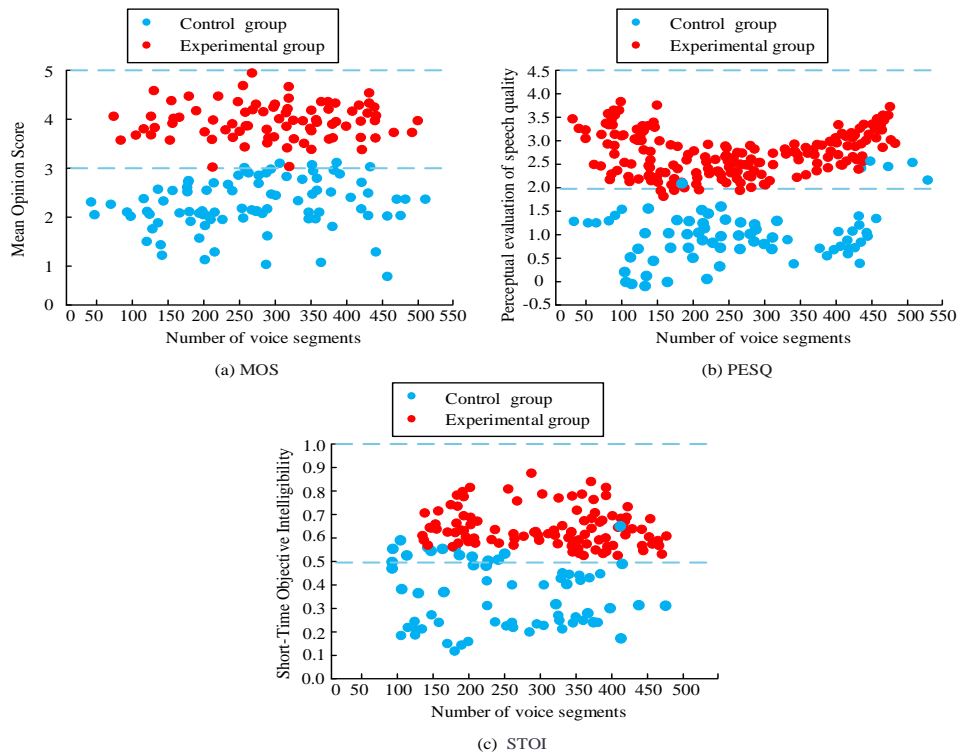 Control group
Experimental group
Mean Opinion Score
5
4
3
2
1
0
0 50 100 150 200 250 300 350 400 450 500 550
Number of voice segments
(a) MOS
Control group
Experimental group
Perceptual evaluation of speech quality
4.5
4.0
3.5
3.0
2.5
2.0
1.5
1.0
0.5
0
-0.5
0 50 100 150 200 250 300 350 400 450 500 550
Number of voice segments
(b) PESQ
Control group
Experimental group
Short-Time Objective Intelligibility
1.0
0.9
0.8
0.7
0.6
0.5
0.4
0.3
0.2
0.1
0.0
0 50 100 150 200 250 300 350 400 450 500
Number of voice segments
(c) STOI